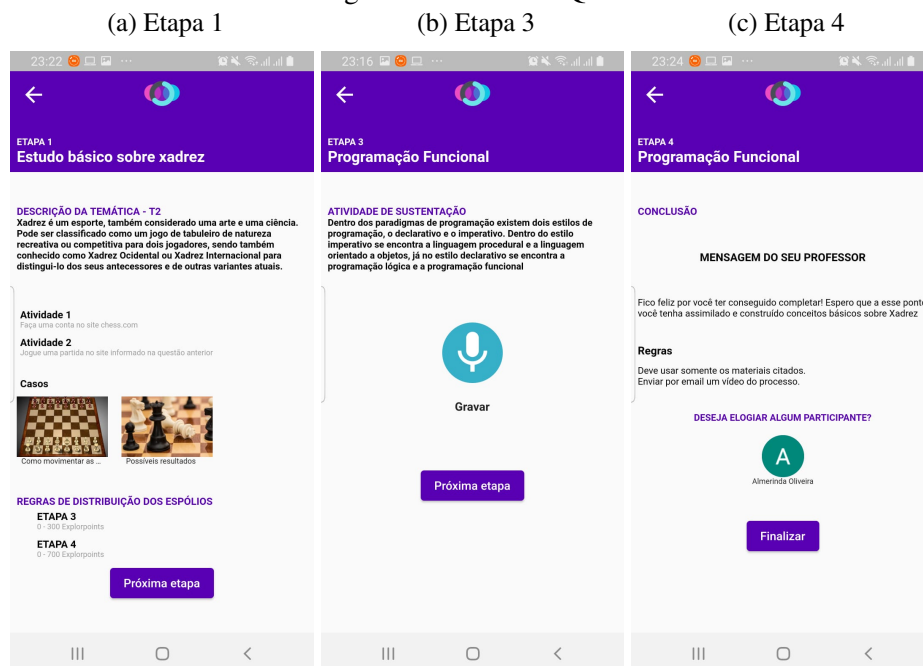 (a) Etapa 1
(b) Etapa 3
(c) Etapa 4
23:22
ETAPA 1
Estudo básico sobre xadrez
DESCRIÇÃO DA TEMÁTICA - T2
Xadrez é um esporte, também considerado uma arte e uma ciência.
Pode ser classificado como um jogo de tabuleiro de natureza
recreativa ou competitiva para dois jogadores, sendo também
conhecido como Xadrez Ocidental ou Xadrez Internacional para
distingui-lo dos seus antecessores e de outras variantes atuais.
Atividade 1
Faça uma conta no site chess.com
Atividade 2
Jogue uma partida no site informado na questão anterior
Casos
Como movimentar as ...
Possíveis resultados
REGRAS DE DISTRIBUIÇÃO DOS ESPÓLIOS
ETAPA 3
0 - 300 Explorpoints
ETAPA 4
0 - 700 Explorpoints
Próxima etapa
23:16
ETAPA 3
Programação Funcional
ATIVIDADE DE SUSTENTAÇÃO
Dentro dos paradigmas de programação existem dois estilos de
programação, o declarativo e o imperativo. Dentro do estilo
imperativo se encontra a linguagem procedural e a linguagem
orientado a objetos, já no estilo declarativo se encontra a
programação lógica e a programação funcional
Gravar
Próxima etapa
23:24
ETAPA 4
Programação Funcional
CONCLUSÃO
MENSAGEM DO SEU PROFESSOR
Fico feliz por você ter conseguido completar! Espero que a esse ponto
você tenha assimilado e construído conceitos básicos sobre Xadrez
Regras
Deve usar somente os materiais citados.
Enviar por email um vídeo do processo.
DESEJA ELOGIAR ALGUM PARTICIPANTE?
A
Almerinda Oliveira
Finalizar